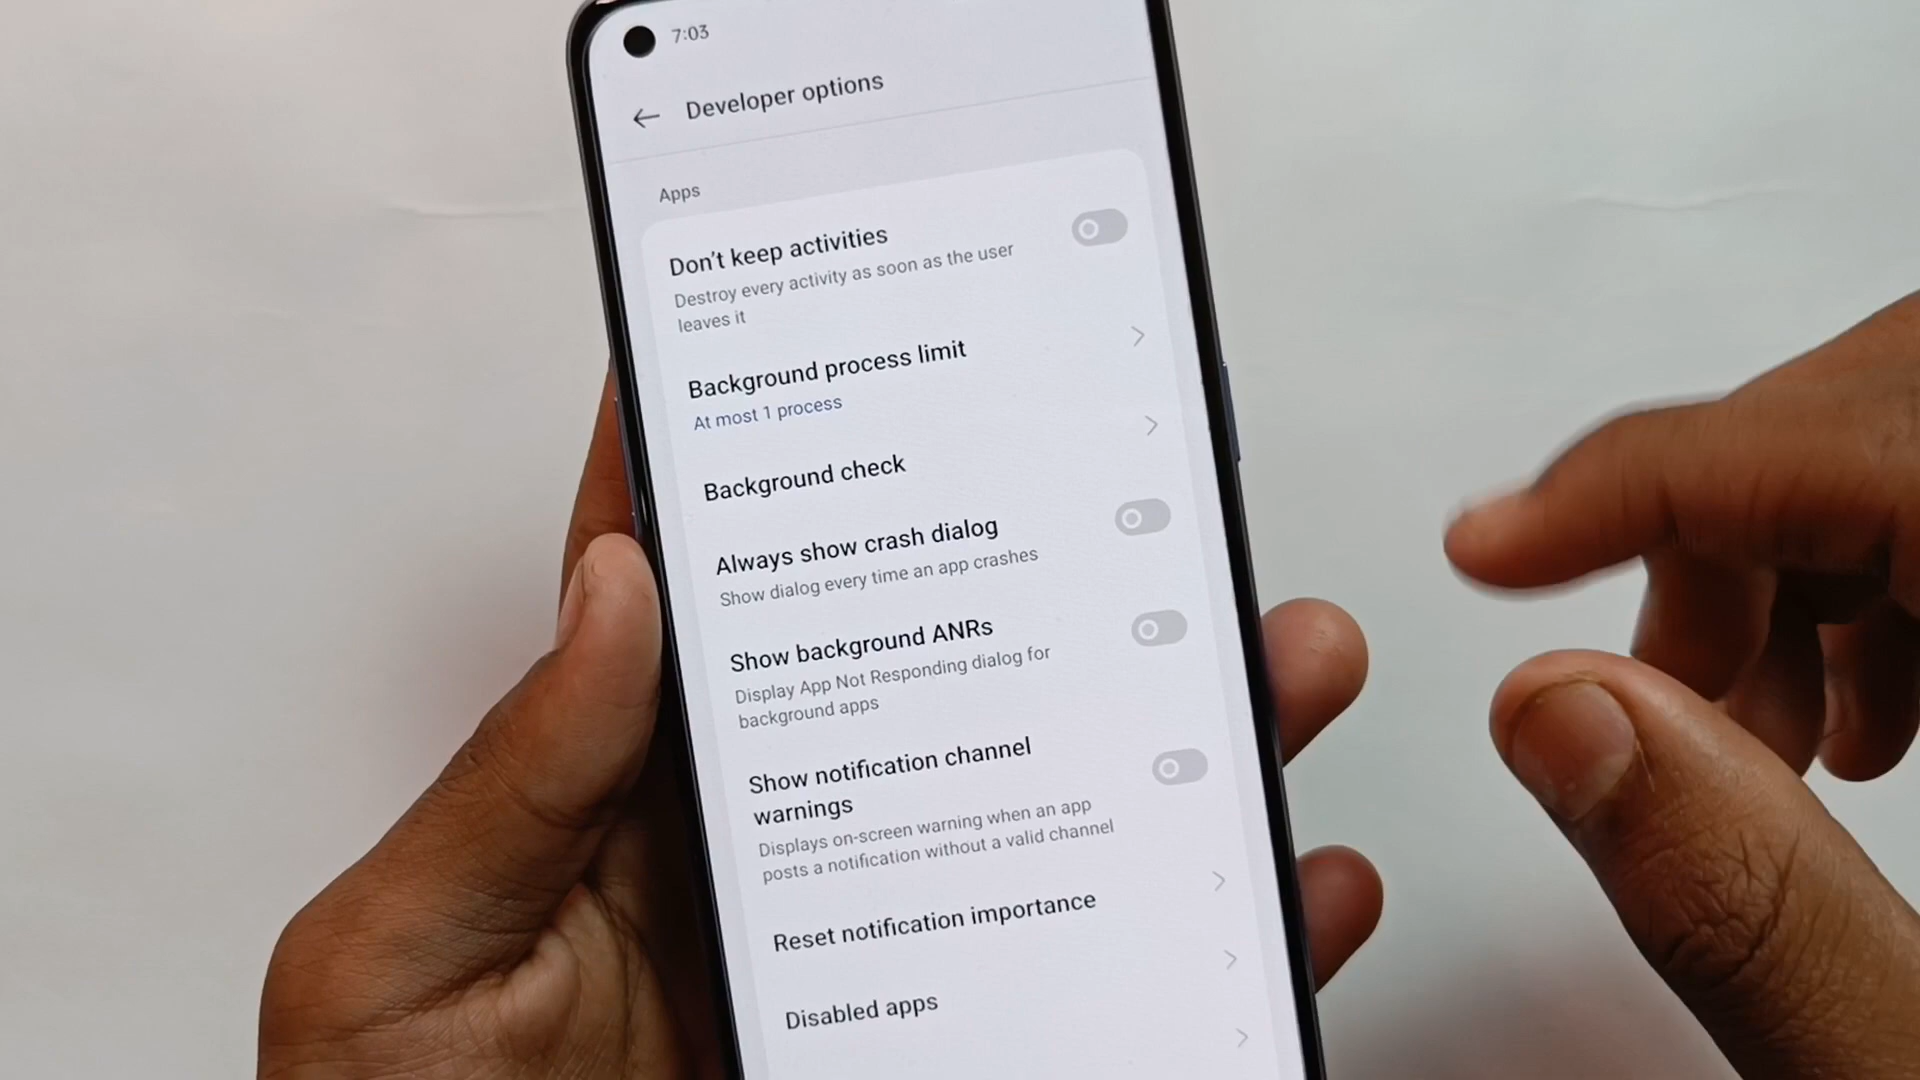 7:03
Developer options
Apps
Don't keep activities
Destroy every activity as soon as the user
leaves it
Background process limit
At most 1 process
Background check
Always show crash dialog
Show dialog every time an app crashes
Show background ANRs
Display App Not Responding dialog for
background apps
Show notification channel
warnings
Displays on-screen warning when an app
posts a notification without a valid channel
Reset notification importance
Disabled apps